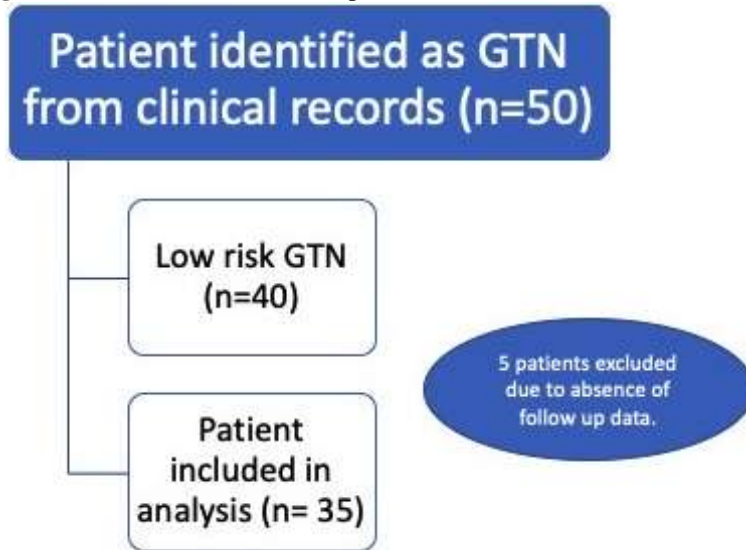 Patient identified as GTN
from clinical records (n=50)
Low risk GTN
(n=40)
5 patients excluded
due to absence of
follow up data.
Patient
included in
analysis (n= 35)